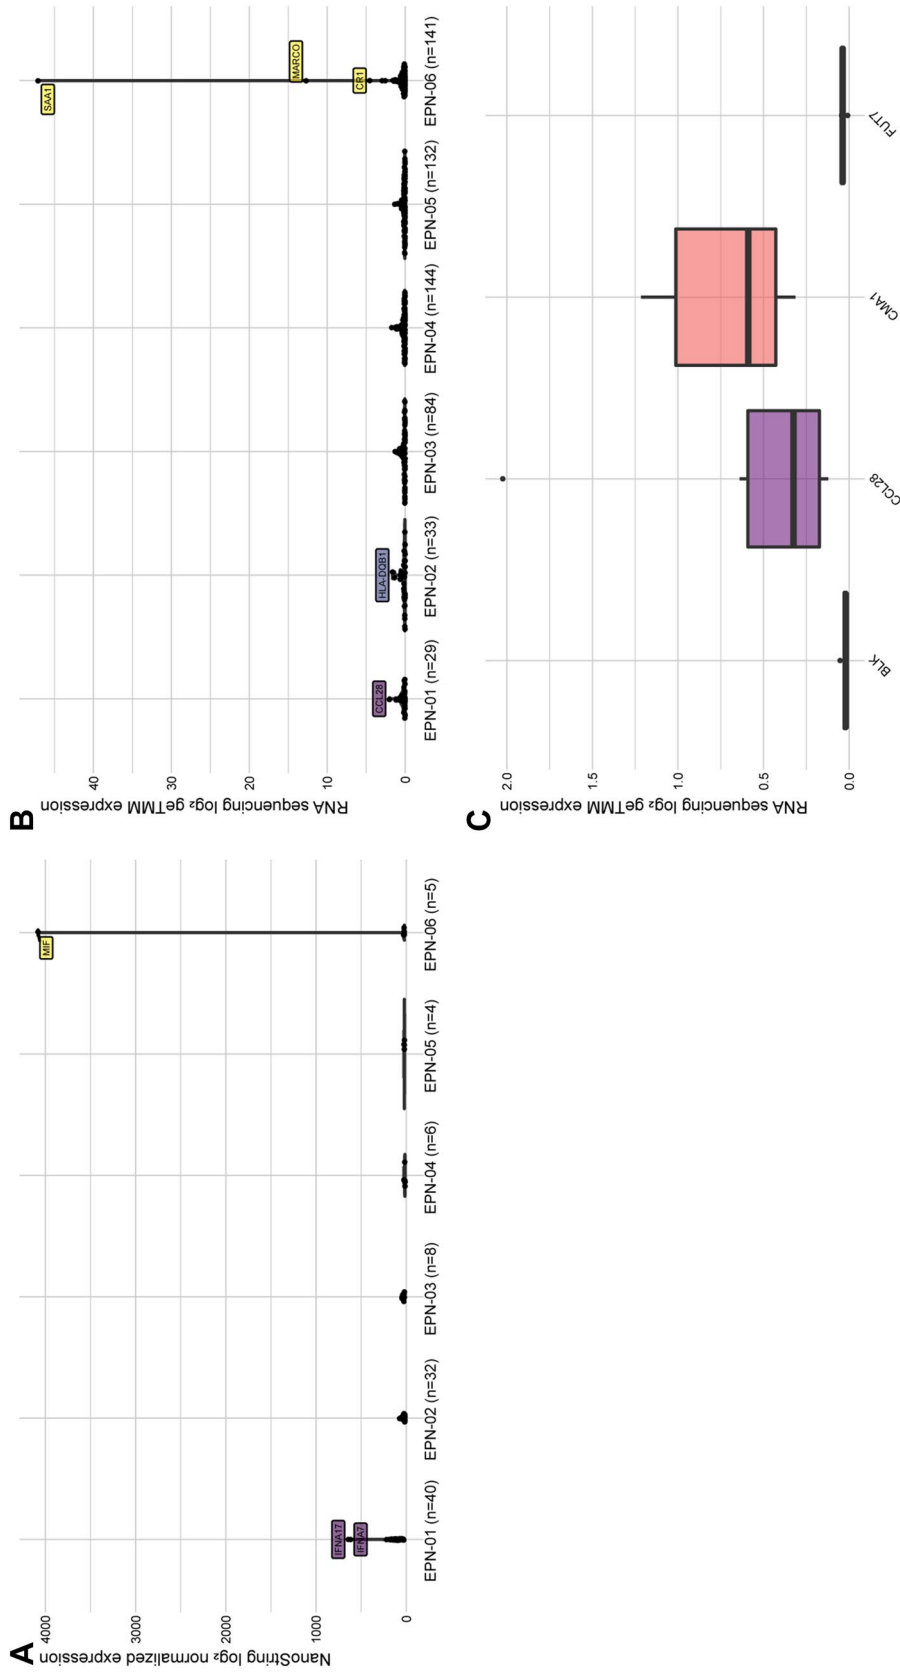 A
NanoString log₂ normalized expression
4000
3000
2000
1000
0
MIF
IFNA17
IFNA7
EPN-01 (n=40)
EPN-02 (n=32)
EPN-03 (n=8)
EPN-04 (n=6)
EPN-05 (n=4)
EPN-06 (n=5)
B
RNA sequencing log₂ geTMM expression
40
30
20
10
0
SAA1
MARCO
CR1
HLA-DQB1
CCL28
EPN-01 (n=29)
EPN-02 (n=33)
EPN-03 (n=84)
EPN-04 (n=144)
EPN-05 (n=132)
EPN-06 (n=141)
C
RNA sequencing log₂ geTMM expression
2.0
1.5
1.0
0.5
0.0
BLK
CCL28
CMA1
FUT7